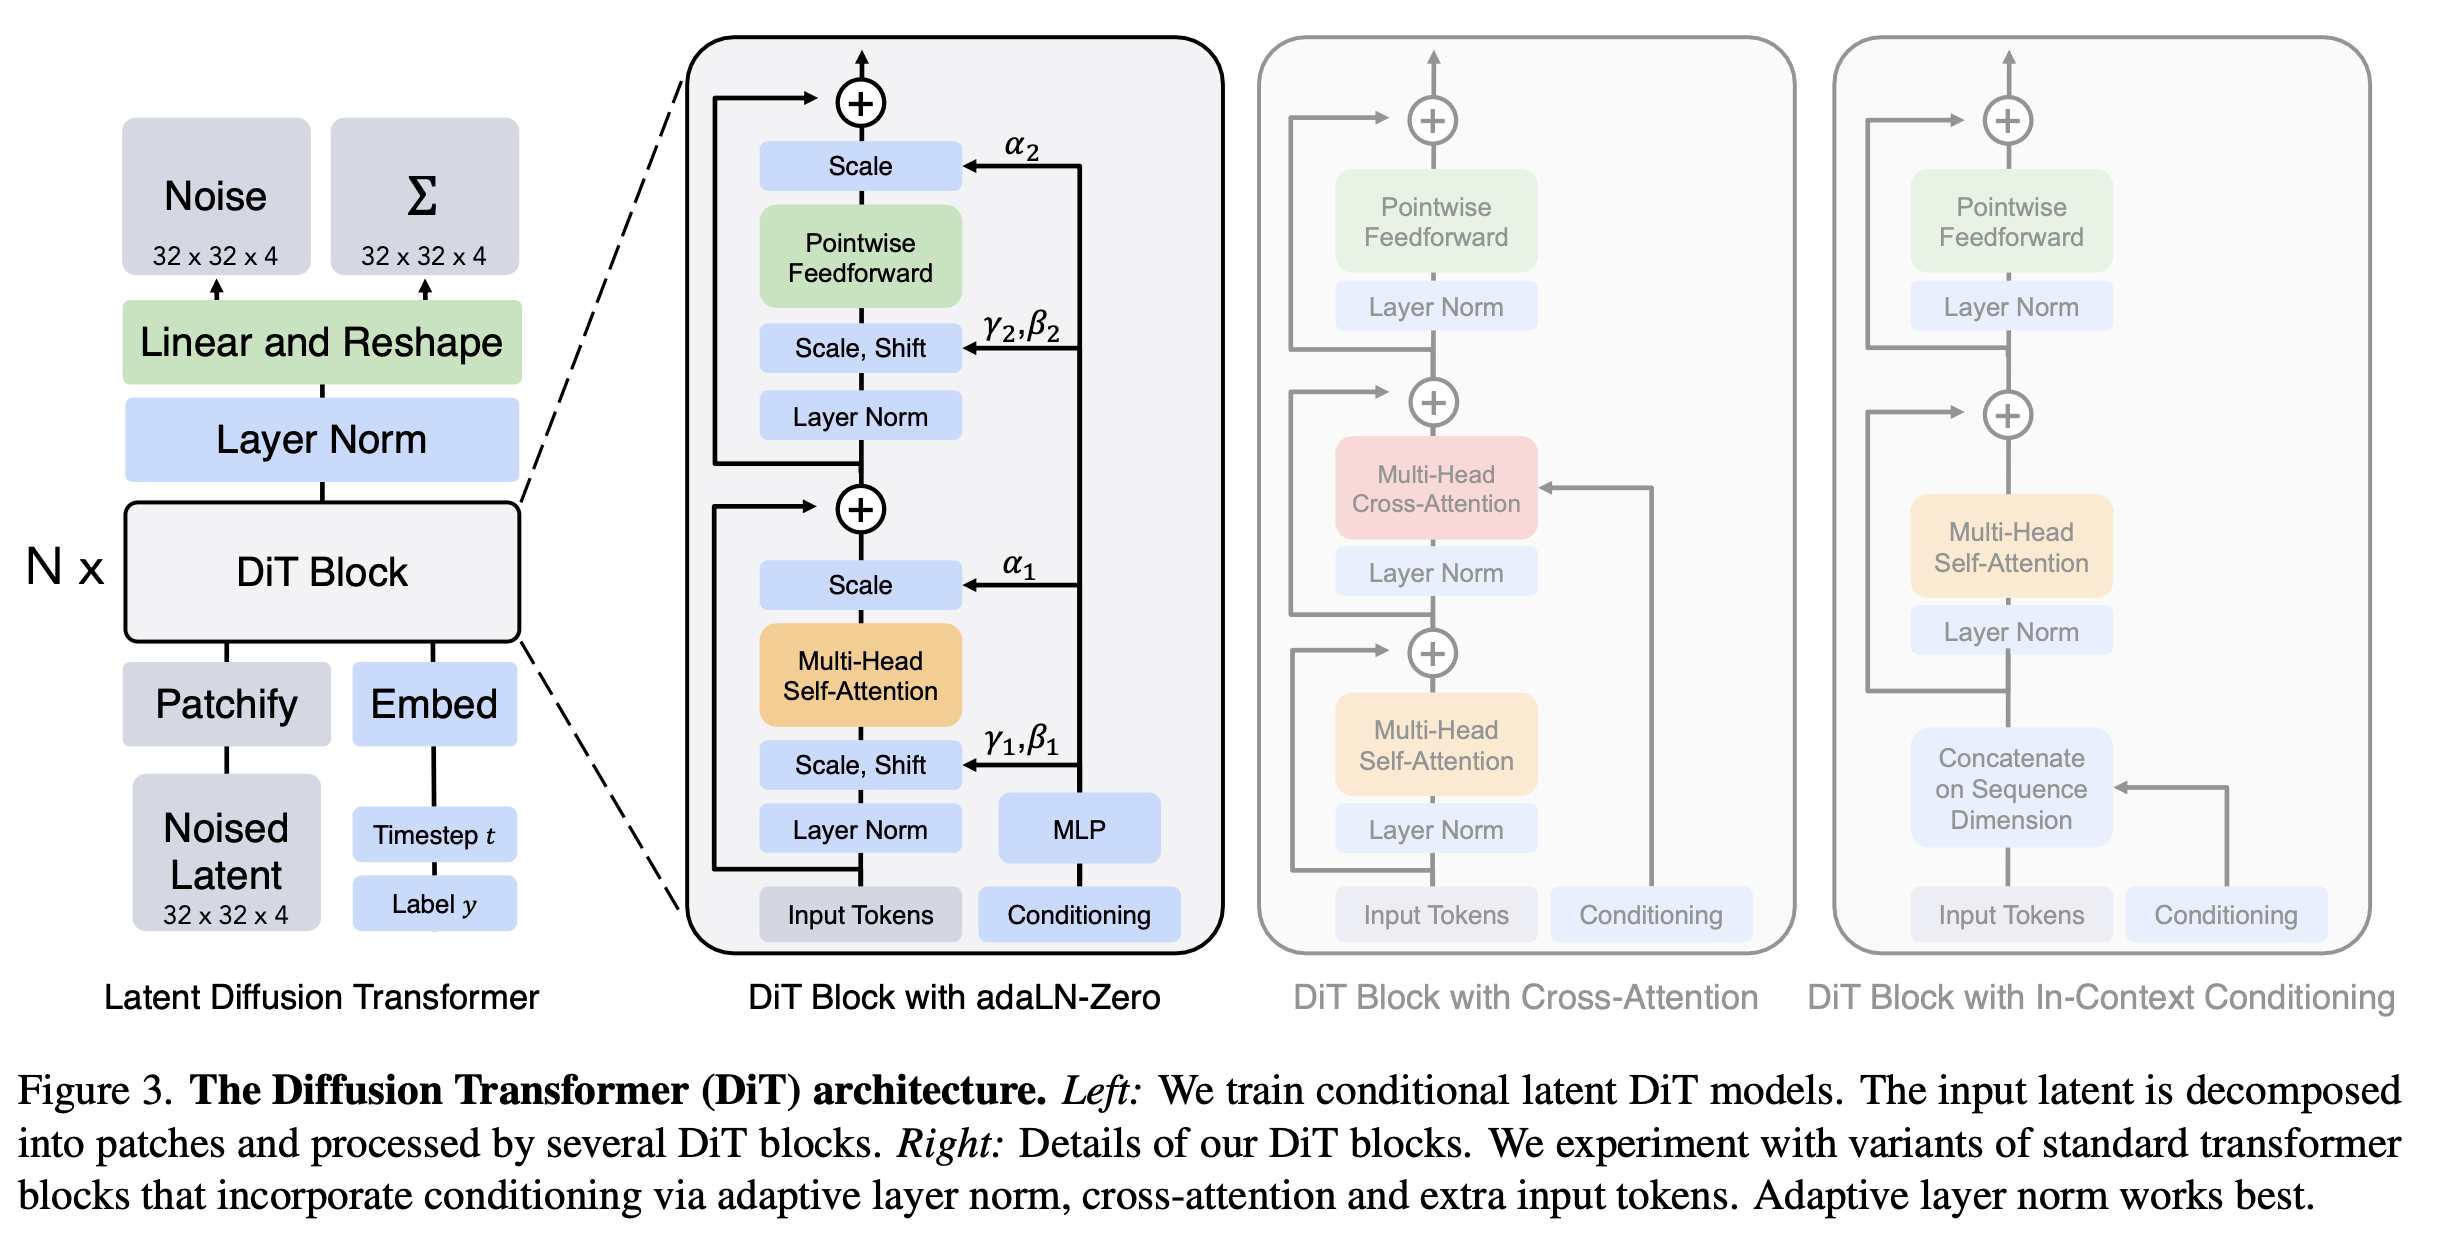 Noise
32 x 32 x 4
Σ
32 x 32 x 4
Linear and Reshape
Layer Norm
N x
DiT Block
Patchify
Embed
Noised
Latent
32 x 32 x 4
Timestep t
Label y
Latent Diffusion Transformer
Scale
α2
Pointwise
Feedforward
Scale, Shift
γ2,β2
Layer Norm
Scale
α1
Multi-Head
Self-Attention
Scale, Shift
γ1,β1
Layer Norm
MLP
Input Tokens
Conditioning
DiT Block with adaLN-Zero
Pointwise
Feedforward
Layer Norm
Multi-Head
Cross-Attention
Layer Norm
Multi-Head
Self-Attention
Layer Norm
Input Tokens
Conditioning
DiT Block with Cross-Attention
Pointwise
Feedforward
Layer Norm
Multi-Head
Self-Attention
Layer Norm
Concatenate
on Sequence
Dimension
Input Tokens
Conditioning
DiT Block with In-Context Conditioning
Figure 3. The Diffusion Transformer (DiT) architecture. Left: We train conditional latent DiT models. The input latent is decomposed
into patches and processed by several DiT blocks. Right: Details of our DiT blocks. We experiment with variants of standard transformer
blocks that incorporate conditioning via adaptive layer norm, cross-attention and extra input tokens. Adaptive layer norm works best.